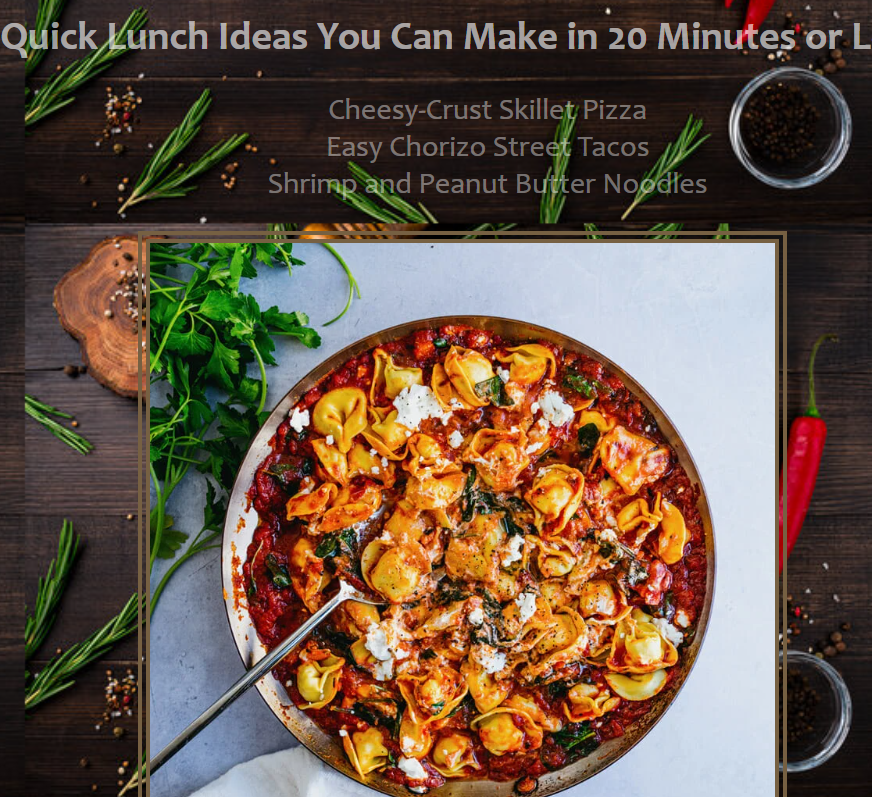 Quick Lunch Ideas You Can Make in 20 Minutes or L
Cheesy-Crust Skillet Pizza
Easy Chorizo Street Tacos
Shrimp and Peanut Butter Noodles